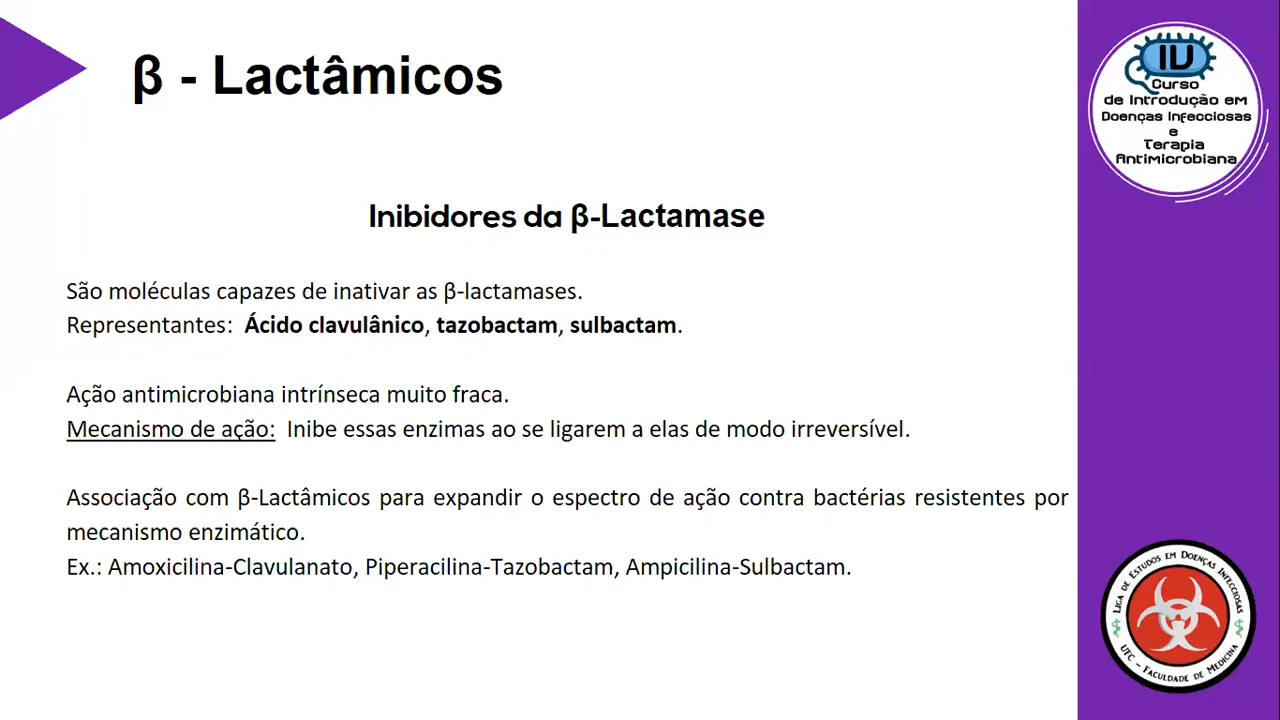 β - Lactâmicos
IV
Curso
de Introdução em
Doenças Infecciosas
e
Terapia
Antimicrobiana
Inibidores da β-Lactamase
São moléculas capazes de inativar as β-lactamases.
Representantes: Ácido clavulânico, tazobactam, sulbactam.
Ação antimicrobiana intrínseca muito fraca.
Mecanismo de ação: Inibe essas enzimas ao se ligarem a elas de modo irreversível.
Associação com β-Lactâmicos para expandir o espectro de ação contra bactérias resistentes por
mecanismo enzimático.
Ex.: Amoxicilina-Clavulanato, Piperacilina-Tazobactam, Ampicilina-Sulbactam.
Liga de Estudos em Doenças Infecciosas
UTC - Faculdade de Medicina